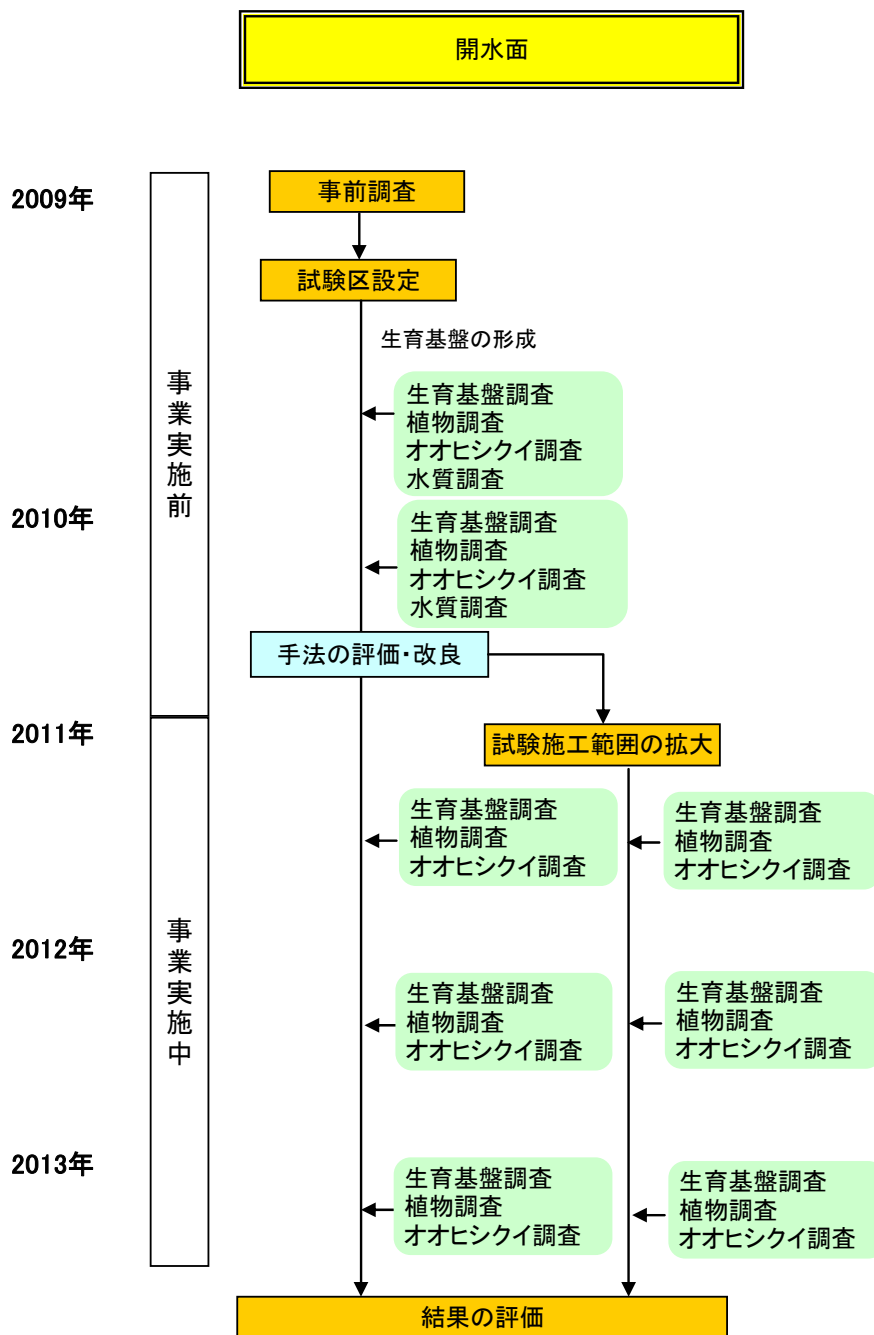 開水面
2009年
事前調査
試験区設定
生育基盤の形成
事業実施前
生育基盤調査
植物調査
オオヒシクイ調査
水質調査
2010年
生育基盤調査
植物調査
オオヒシクイ調査
水質調査
手法の評価・改良
2011年
試験施工範囲の拡大
生育基盤調査
植物調査
オオヒシクイ調査
生育基盤調査
植物調査
オオヒシクイ調査
事業実施中
2012年
生育基盤調査
植物調査
オオヒシクイ調査
生育基盤調査
植物調査
オオヒシクイ調査
2013年
生育基盤調査
植物調査
オオヒシクイ調査
生育基盤調査
植物調査
オオヒシクイ調査
結果の評価